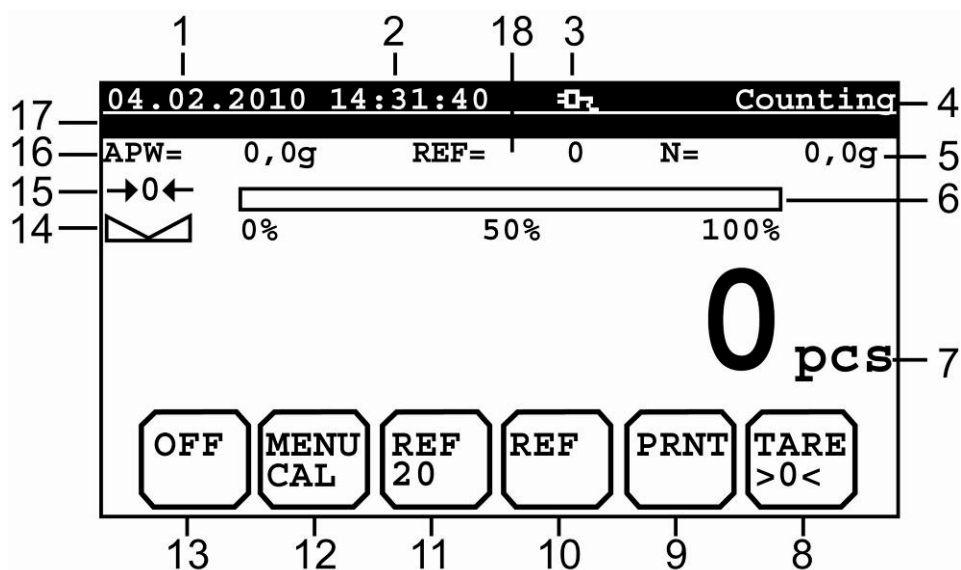 1 2 18 3
04.02.2010 14:31:40 Counting 4
17
16 APW= 0,0g REF= 0 N= 0,0g 5
15 →0← 6
14 0% 50% 100%
0 pcs 7
OFF MENU REF REF PRNT TARE
CAL 20 >0<
13 12 11 10 9 8